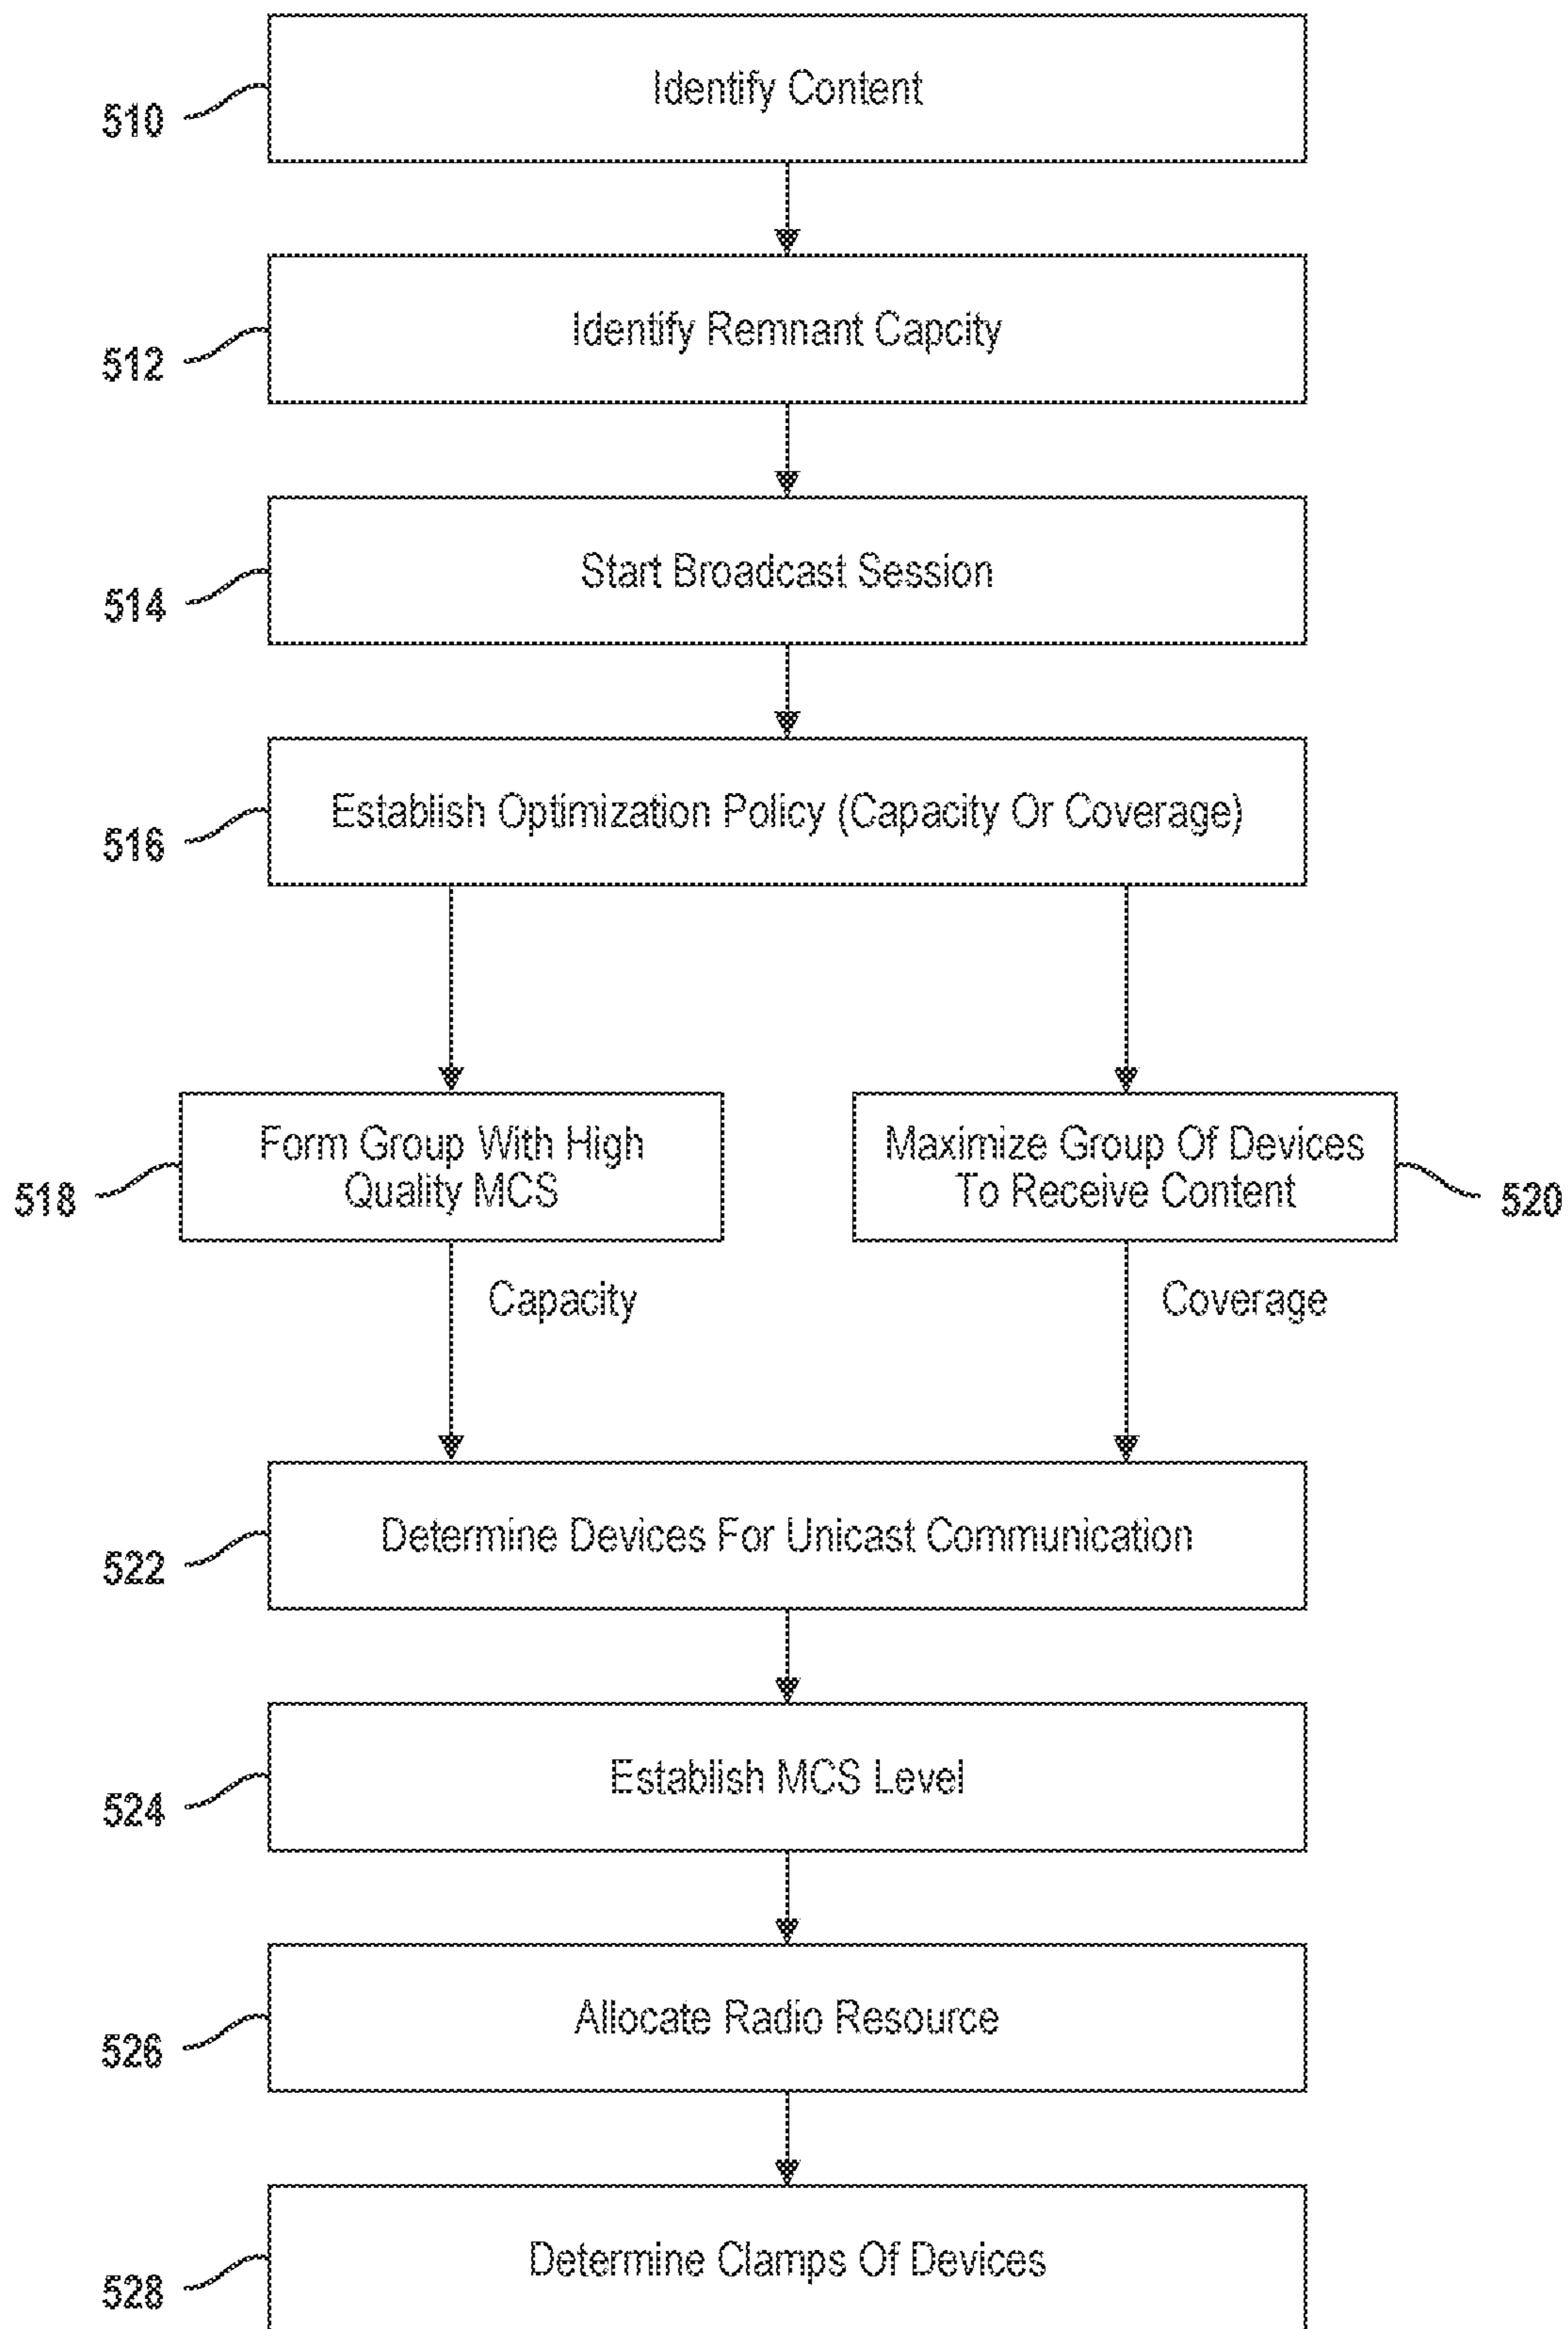 Identify Content
510
Identify Remnant Capcity
512
Start Broadcast Session
514
Establish Optimization Policy (Capacity Or Coverage)
516
Form Group With High
Quality MCS
518
Maximize Group Of Devices
To Receive Content
520
Capacity
Coverage
Determine Devices For Unicast Communication
522
Establish MCS Level
524
Allocate Radio Resource
526
Determine Clamps Of Devices
528